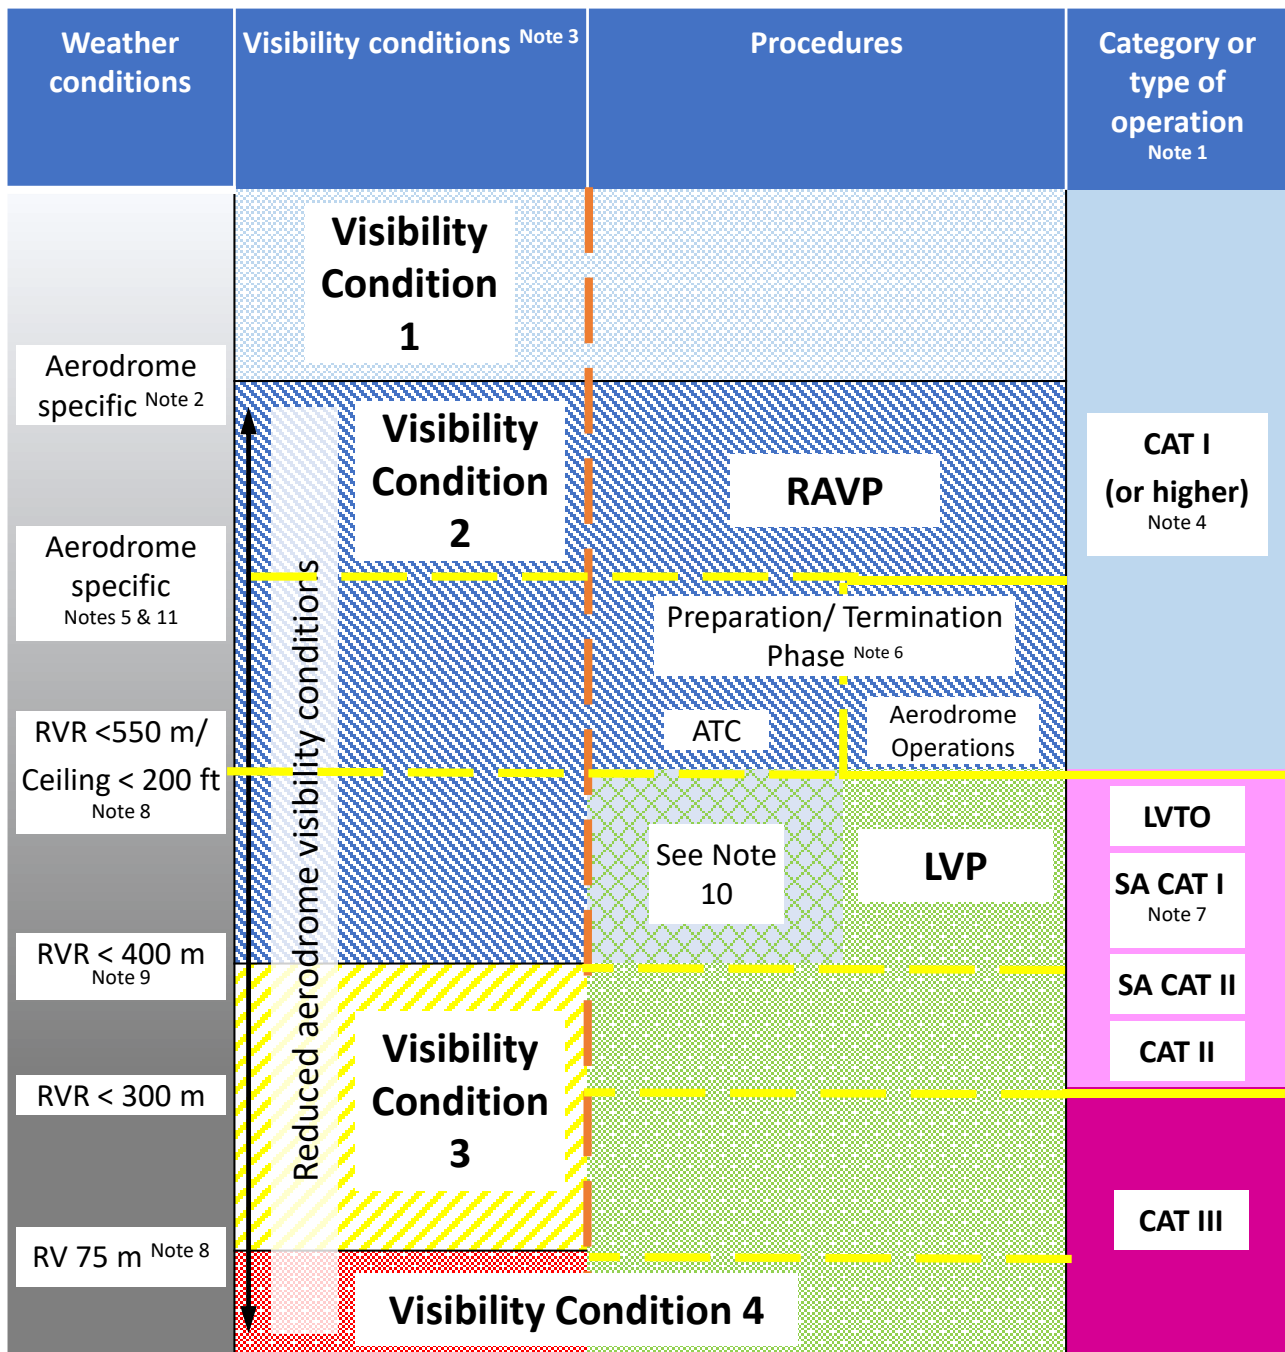 Weather
conditions
Visibility conditions Note 3
Procedures
Category or
type of
operation
Note 1
Visibility
Condition
1
Aerodrome
specific Note 2
Visibility
Condition
2
RAVP
CAT I
(or higher)
Note 4
Aerodrome
specific
Notes 5 & 11
Reduced aerodrome visibility conditions
Preparation/ Termination
Phase Note 6
ATC
Aerodrome
Operations
RVR <550 m/
Ceiling < 200 ft
Note 8
See Note
10
LVP
LVTO
SA CAT I
Note 7
SA CAT II
CAT II
RVR < 400 m
Note 9
Visibility
Condition
3
RVR < 300 m
CAT III
RV 75 m Note 8
Visibility Condition 4